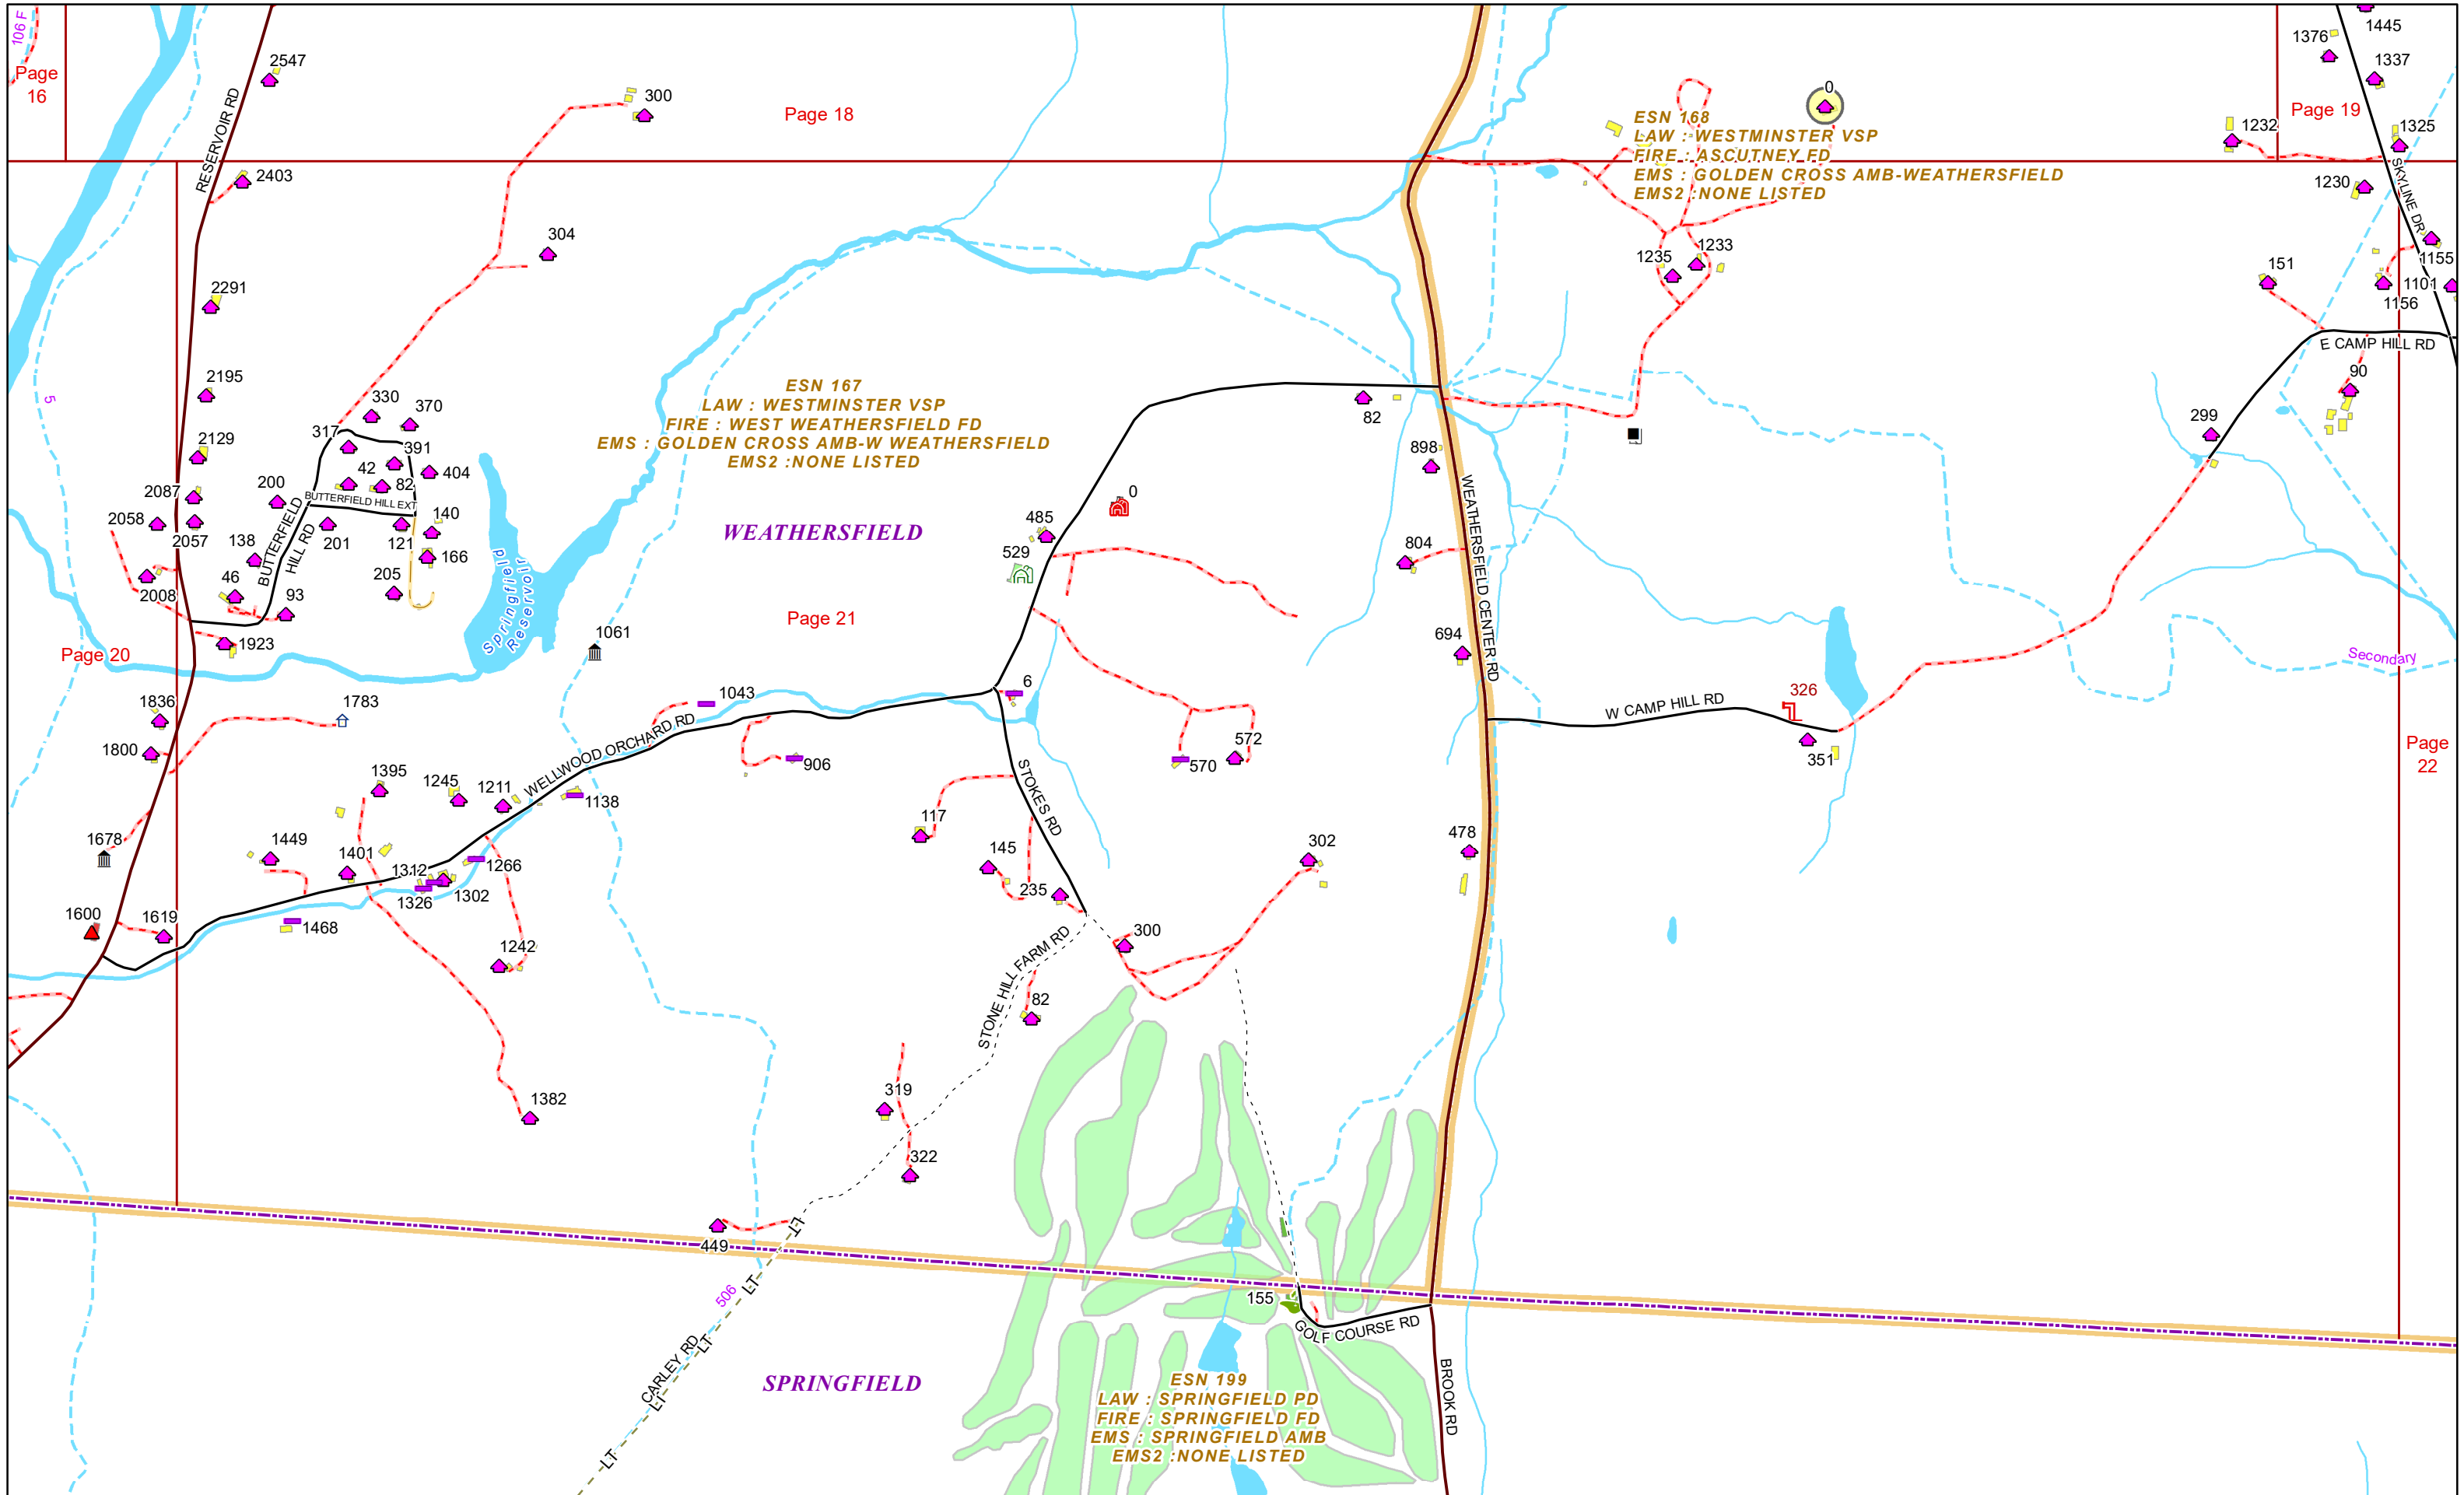 106 F
Page
16
2547
RESERVOIR RD
300
Page 18
0
ESN 168
LAW : WESTMINSTER VSP
FIRE : ASCUTNEY FD
EMS : GOLDEN CROSS AMB-WEATHERSFIELD
EMS2 :NONE LISTED
1445
1376
1337
Page 19
1232
1325
SKYLINE DR
1230
2403
304
1235
1233
151
1155
1101
1156
2291
E CAMP HILL RD
90
5
2195
330
370
ESN 167
LAW : WESTMINSTER VSP
FIRE : WEST WEATHERSFIELD FD
EMS : GOLDEN CROSS AMB-W WEATHERSFIELD
EMS2 :NONE LISTED
82
299
2129
317
391
898
42
404
82
2087
200
BUTTERFIELD HILL EXT
0
WEATHERSFIELD CENTER RD
2058
2057
138
BUTTERFIELD
HILL RD
201
121
140
166
WEATHERSFIELD
485
529
804
46
205
2008
93
Springfield
Reservoir
Page 21
1061
694
1923
Page 20
Secondary
1836
1783
1043
6
326
W CAMP HILL RD
1800
WELLWOOD ORCHARD RD
906
572
570
351
Page
22
1395
1245
1211
1138
STOKES RD
117
478
1678
1449
1401
1312
1266
145
302
1326
1302
235
1600
1619
1468
1242
300
STONE HILL FARM RD
82
1382
319
322
449
506
155
GOLF COURSE RD
LT
LT
LT
LT
LT
CARLEY RD
SPRINGFIELD
BROOK RD
ESN 199
LAW : SPRINGFIELD PD
FIRE : SPRINGFIELD FD
EMS : SPRINGFIELD AMB
EMS2 :NONE LISTED